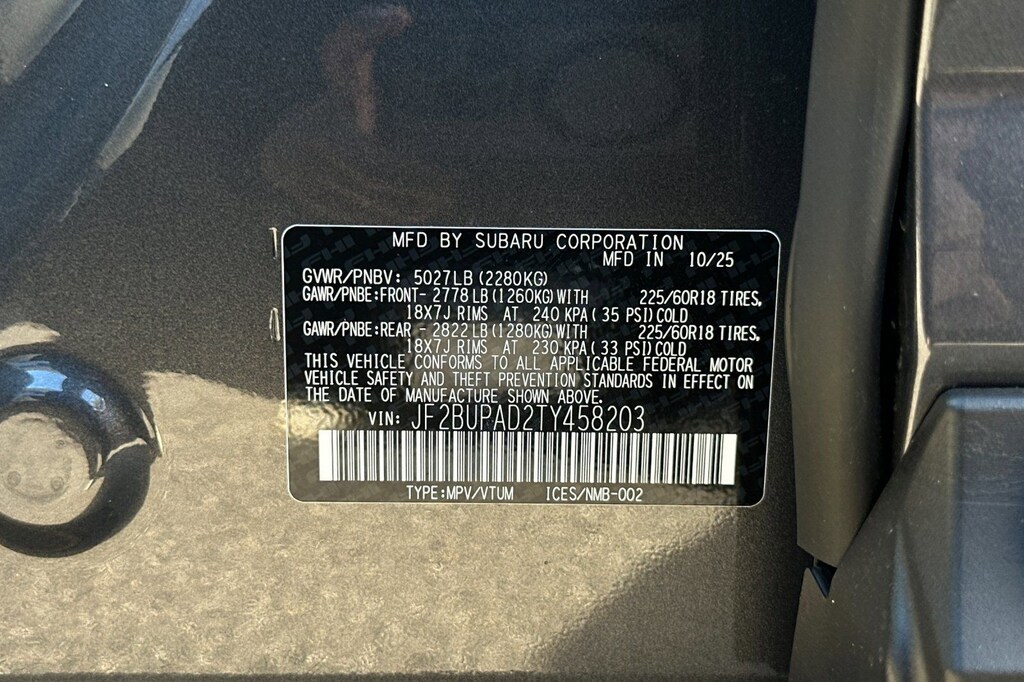 MFD BY SUBARU CORPORATION
MFD IN 10/25
GVWR/PNBV: 5027LB (2280KG)
GAWR/PNBE:FRONT- 2778 LB (1260KG) WITH 225/60R18 TIRES,
18X7J RIMS AT 240 KPA ( 35 PSI) COLD
GAWR/PNBE:REAR - 2822 LB (1280KG) WITH 225/60R18 TIRES,
18X7J RIMS AT 230 KPA ( 33 PSI) COLD
THIS VEHICLE CONFORMS TO ALL APPLICABLE FEDERAL MOTOR
VEHICLE SAFETY AND THEFT PREVENTION STANDARDS IN EFFECT ON
THE DATE OF MANUFACTURE SHOWN ABOVE.
VIN: JF2BUPAD2TY458203
TYPE:MPV/VTUM ICES/NMB-002